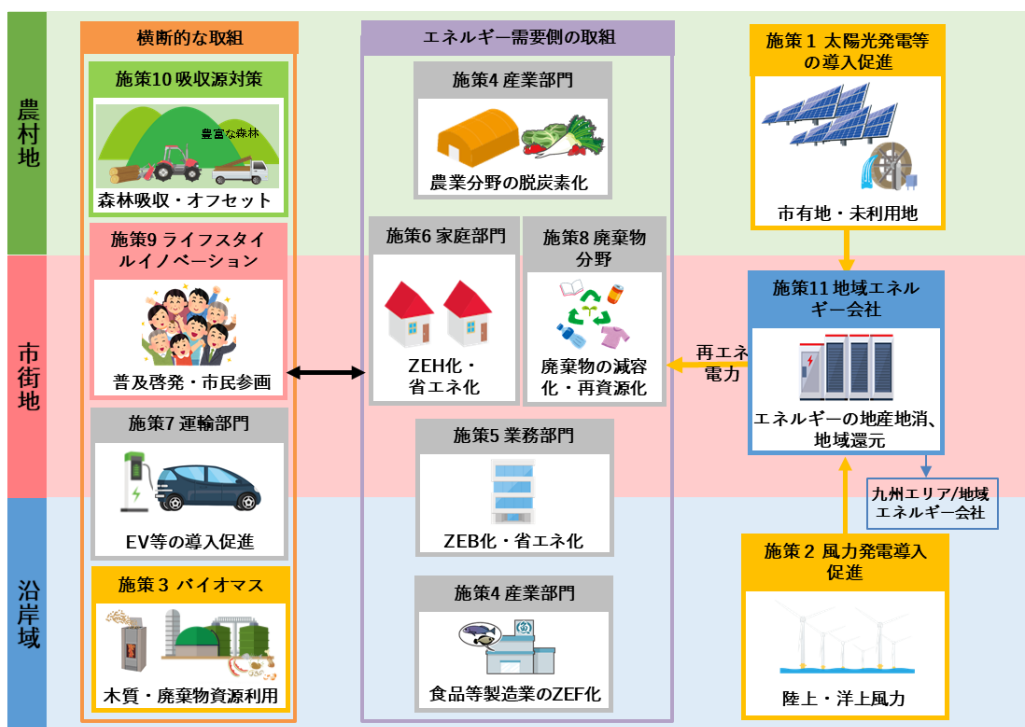 農村地
市街地
沿岸域
横断的な取組
施策10 吸収源対策
豊富な森林
森林吸収・オフセット
施策9 ライフスタイ
ルイノベーション
普及啓発・市民参画
施策7 運輸部門
EV等の導入促進
施策3 バイオマス
木質・廃棄物資源利用
エネルギー需要側の取組
施策4 産業部門
農業分野の脱炭素化
施策6 家庭部門
ZEH化・
省エネ化
施策8 廃棄物
分野
廃棄物の減容
化・再資源化
施策5 業務部門
ZEB化・省エネ化
施策4 産業部門
食品等製造業のZEF化
施策1 太陽光発電等
の導入促進
市有地・未利用地
再エネ
電力
施策11 地域エネル
ギー会社
エネルギーの地産地消、
地域還元
九州エリア/地域
エネルギー会社
施策2 風力発電導入
促進
陸上・洋上風力